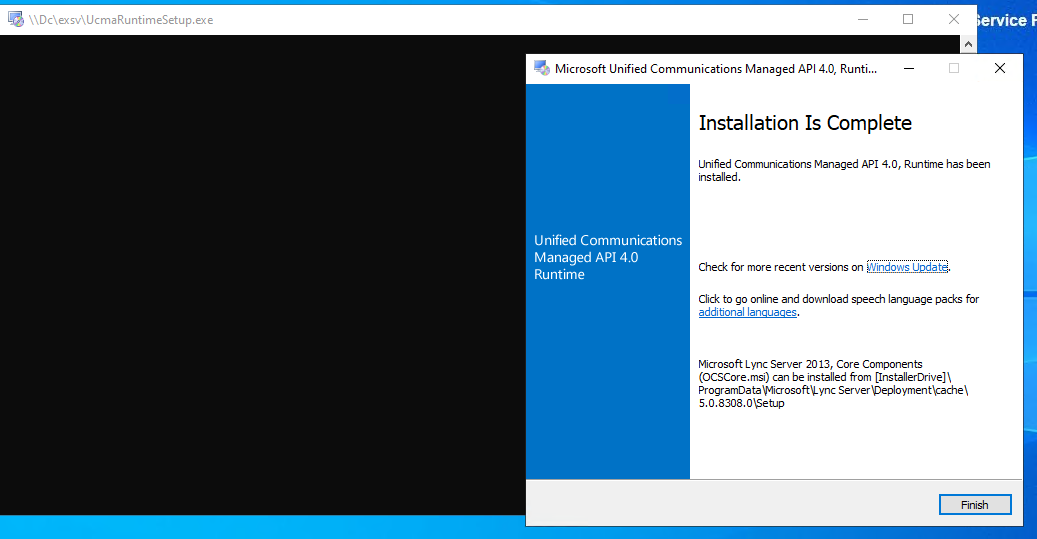 \\Dc\exsv\UcmaRuntimeSetup.exe
Service F
Microsoft Unified Communications Managed API 4.0, Runti...
Installation Is Complete
Unified Communications Managed API 4.0, Runtime has been
installed.
Unified Communications
Managed API 4.0
Runtime
Check for more recent versions on Windows Update.
Click to go online and download speech language packs for
additional languages.
Microsoft Lync Server 2013, Core Components
(OCSCore.msi) can be installed from [InstallerDrive]\
ProgramData\Microsoft\Lync Server\Deployment\cache\
5.0.8308.0\Setup
Finish